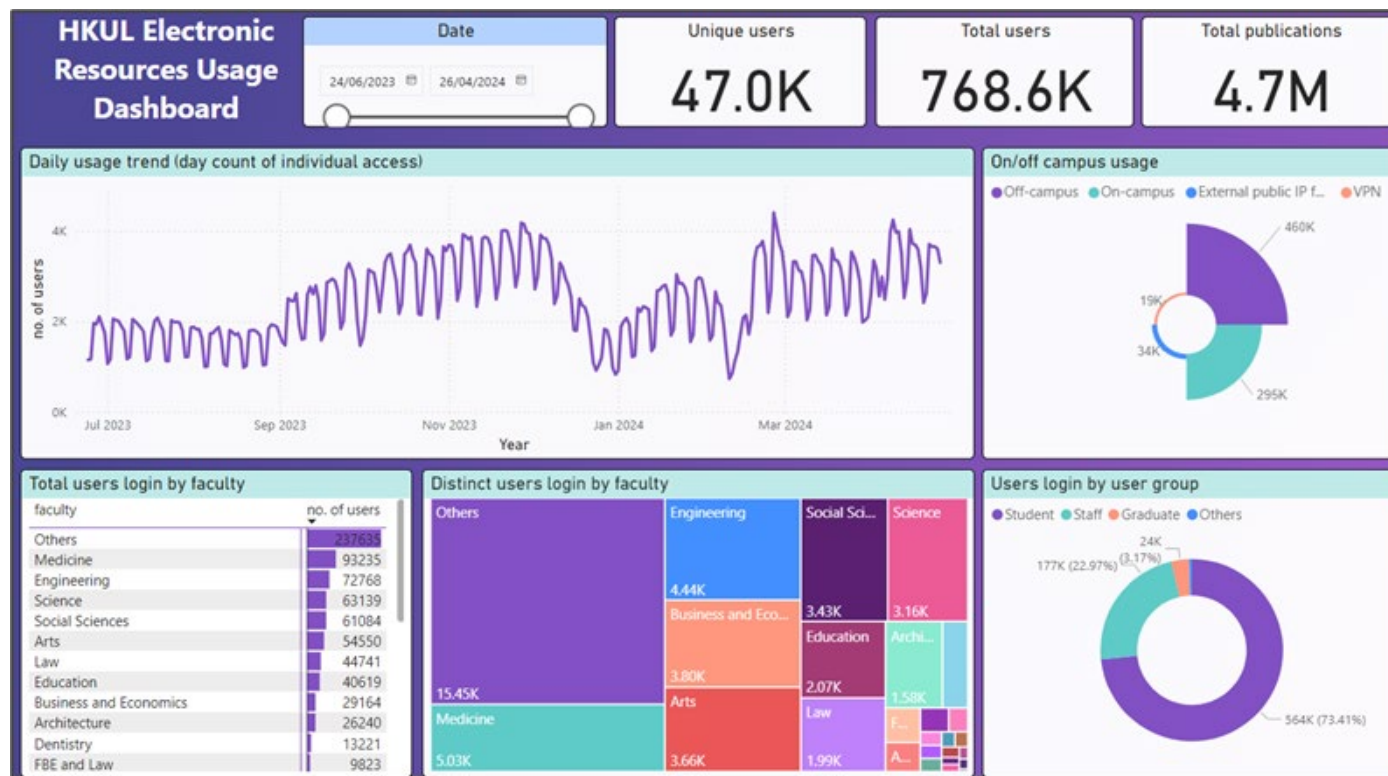 HKUL Electronic
Resources Usage
Dashboard
Date
24/06/2023
26/04/2024
Unique users
47.0K
Total users
768.6K
Total publications
4.7M
Daily usage trend (day count of individual access)
no. of users
4K
2K
0K
Jul 2023
Sep 2023
Nov 2023
Jan 2024
Mar 2024
Year
On/off campus usage
Off-campus
On-campus
External public IP f...
VPN
460K
19K
34K
295K
Total users login by faculty
faculty no. of users
Others 237635
Medicine 93235
Engineering 72768
Science 63139
Social Sciences 61084
Arts 54550
Law 44741
Education 40619
Business and Economics 29164
Architecture 26240
Dentistry 13221
FBE and Law 9823
Distinct users login by faculty
Others
15.45K
Medicine
5.03K
Engineering
4.44K
Business and Eco...
3.80K
Arts
3.66K
Social Sci...
3.43K
Science
3.16K
Education
2.07K
Law
1.99K
Archi...
1.58K
F...
A...
Users login by user group
Student
Staff
Graduate
Others
24K
(3.17%)
177K (22.97%)
564K (73.41%)